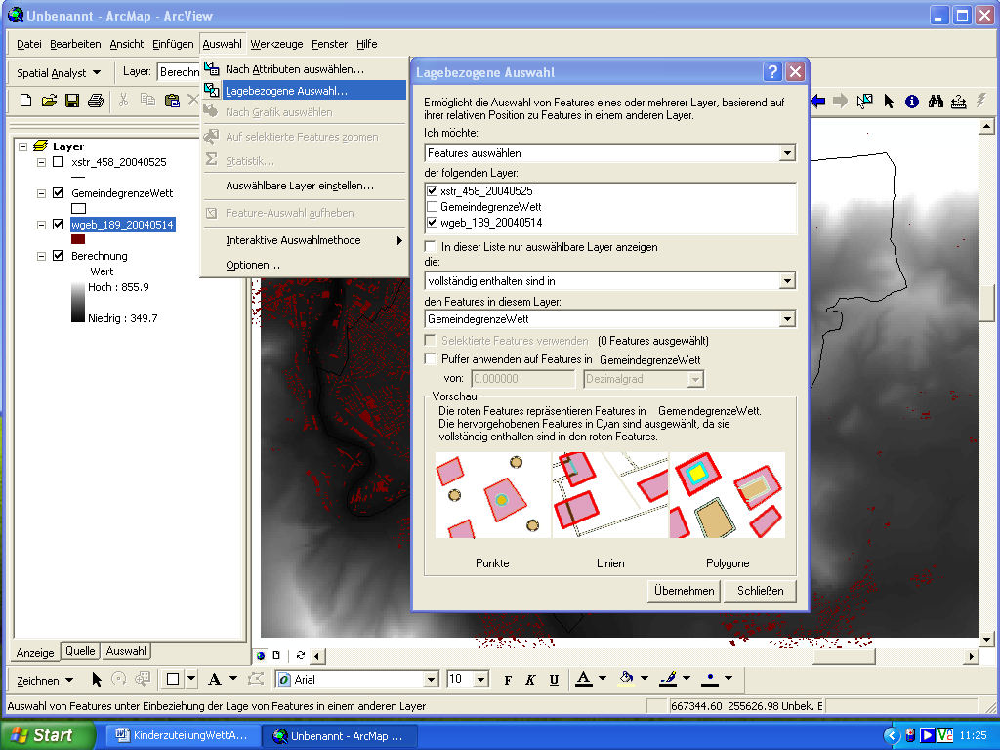 Unbenannt - ArcMap - ArcView
Datei Bearbeiten Ansicht Einfügen Auswahl Werkzeuge Fenster Hilfe
Spatial Analyst Layer: Berechn
Nach Attributen auswählen...
Lagebezogene Auswahl...
Nach Grafik auswählen
Auf selektierte Features zoomen
Statistik...
Auswählbare Layer einstellen...
Feature-Auswahl aufheben
Interaktive Auswahlmethode
Optionen...
Layer
xstr_458_20040525
GemeindegrenzeWett
wgeb_189_20040514
Berechnung
Wert
Hoch : 855.9
Niedrig : 349.7
Lagebezogene Auswahl
Ermöglicht die Auswahl von Features eines oder mehrerer Layer, basierend auf
ihrer relativen Position zu Features in einem anderen Layer.
Ich möchte:
Features auswählen
der folgenden Layer:
xstr_458_20040525
GemeindegrenzeWett
wgeb_189_20040514
In dieser Liste nur auswählbare Layer anzeigen
die:
vollständig enthalten sind in
den Features in diesem Layer:
GemeindegrenzeWett
Selektierte Features verwenden (0 Features ausgewählt)
Puffer anwenden auf Features in GemeindegrenzeWett
von: 0.000000 Dezimalgrad
Vorschau
Die roten Features repräsentieren Features in GemeindegrenzeWett.
Die hervorgehobenen Features in Cyan sind ausgewählt, da sie
vollständig enthalten sind in den roten Features.
Punkte Linien Polygone
Übernehmen Schließen
Anzeige Quelle Auswahl
Zeichnen A Arial 10 F K U A
Auswahl von Features unter Einbeziehung der Lage von Features in einem anderen Layer 667344.60 255626.98 Unbek. E
Start KinderzuteilungWettA... Unbenannt - ArcMap ... 11:25